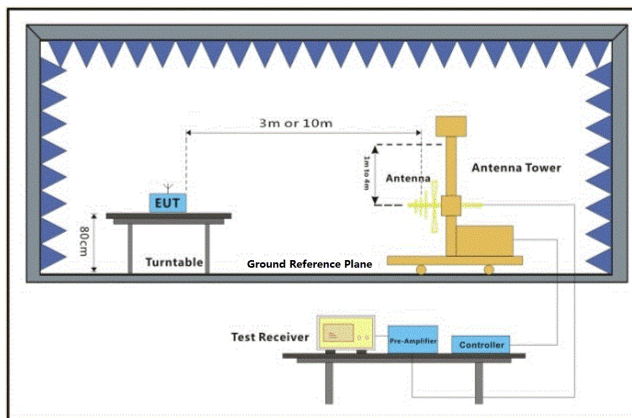 3m or 10m
1m to 4m
Antenna
Antenna Tower
EUT
80cm
Turntable
Ground Reference Plane
Test Receiver
Pre-Amplifier
Controller